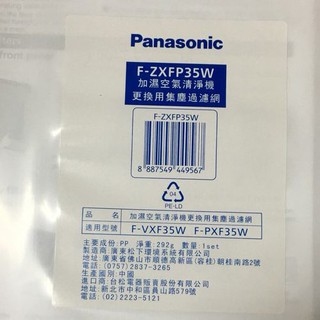 Panasonic
F-ZXFP35W
加濕空氣清淨機
更換用集塵過濾網
F-ZXFP35W
8 887549 449567
04
PE-LD
品名 加濕空氣清淨機更換用集塵過濾網
適用型號 F-VXF35W F-PXF35W
主要成份: PP 淨重: 292g 數量: 1set
製造商: 廣東松下環境系統有限公司
地址: 廣東省佛山市順德高新區(容桂)朝桂南路2號
電話: (0757) 2837-3265
生產國別: 中國
進口商: 台松電器販賣股份有限公司
地址: 新北市中和區員山路579號
電話: (02) 2223-5121